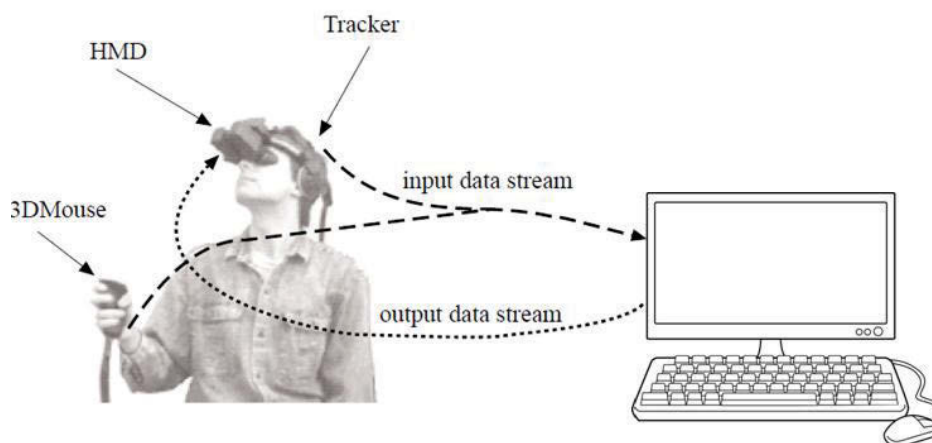 Tracker
HMD
input data stream
3DMouse
output data stream